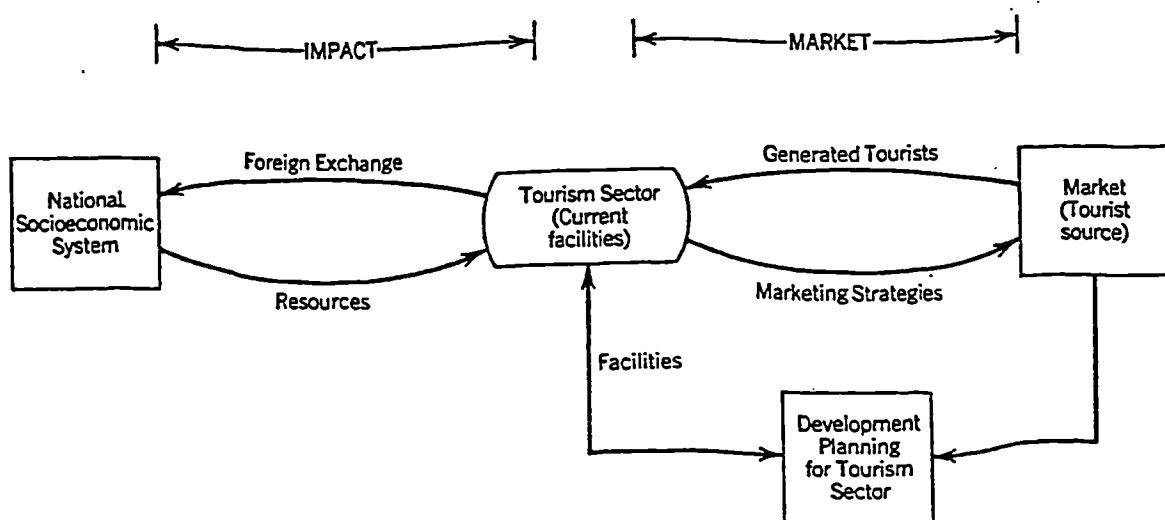 IMPACT
MARKET
Foreign Exchange
Generated Tourists
National
Socioeconomic
System
Tourism Sector
(Current
facilities)
Market
(Tourist
source)
Resources
Marketing Strategies
Facilities
Development
Planning
for Tourism
Sector